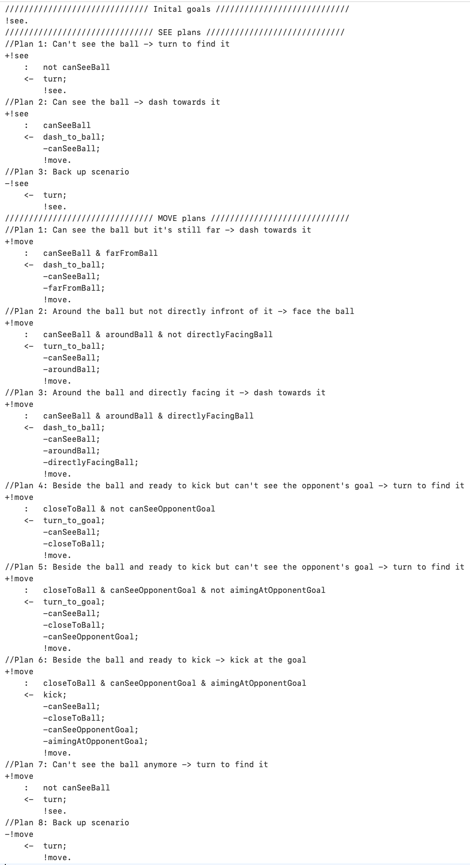 ////////////////////////////// Inital goals ////////////////////////////
!see.
/////////////////////////////// SEE plans /////////////////////////////
//Plan 1: Can't see the ball -> turn to find it
+!see
    :   not canSeeBall
    <-  turn;
        !see.
//Plan 2: Can see the ball -> dash towards it
+!see
    :   canSeeBall
    <-  dash_to_ball;
        -canSeeBall;
        !move.
//Plan 3: Back up scenario
-!see
    <-  turn;
        !see.
/////////////////////////////// MOVE plans /////////////////////////////
//Plan 1: Can see the ball but it's still far -> dash towards it
+!move
    :   canSeeBall & farFromBall
    <-  dash_to_ball;
        -canSeeBall;
        -farFromBall;
        !move.
//Plan 2: Around the ball but not directly infront of it -> face the ball
+!move
    :   canSeeBall & aroundBall & not directlyFacingBall
    <-  turn_to_ball;
        -canSeeBall;
        -aroundBall;
        !move.
//Plan 3: Around the ball and directly facing it -> dash towards it
+!move
    :   canSeeBall & aroundBall & directlyFacingBall
    <-  dash_to_ball;
        -canSeeBall;
        -aroundBall;
        -directlyFacingBall;
        !move.
//Plan 4: Beside the ball and ready to kick but can't see the opponent's goal -> turn to find it
+!move
    :   closeToBall & not canSeeOpponentGoal
    <-  turn_to_goal;
        -canSeeBall;
        -closeToBall;
        !move.
//Plan 5: Beside the ball and ready to kick but can't see the opponent's goal -> turn to find it
+!move
    :   closeToBall & canSeeOpponentGoal & not aimingAtOpponentGoal
    <-  turn_to_goal;
        -canSeeBall;
        -closeToBall;
        -canSeeOpponentGoal;
        !move.
//Plan 6: Beside the ball and ready to kick -> kick at the goal
+!move
    :   closeToBall & canSeeOpponentGoal & aimingAtOpponentGoal
    <-  kick;
        -canSeeBall;
        -closeToBall;
        -canSeeOpponentGoal;
        -aimingAtOpponentGoal;
        !move.
//Plan 7: Can't see the ball anymore -> turn to find it
+!move
    :   not canSeeBall
    <-  turn;
        !see.
//Plan 8: Back up scenario
-!move
    <-  turn;
        !move.